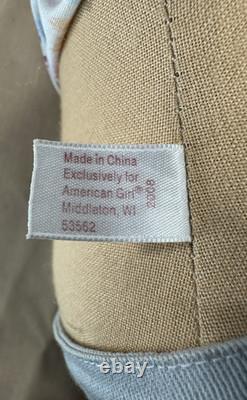 Made in China
Exclusively for
American Girl®
Middleton, WI
53562
2008